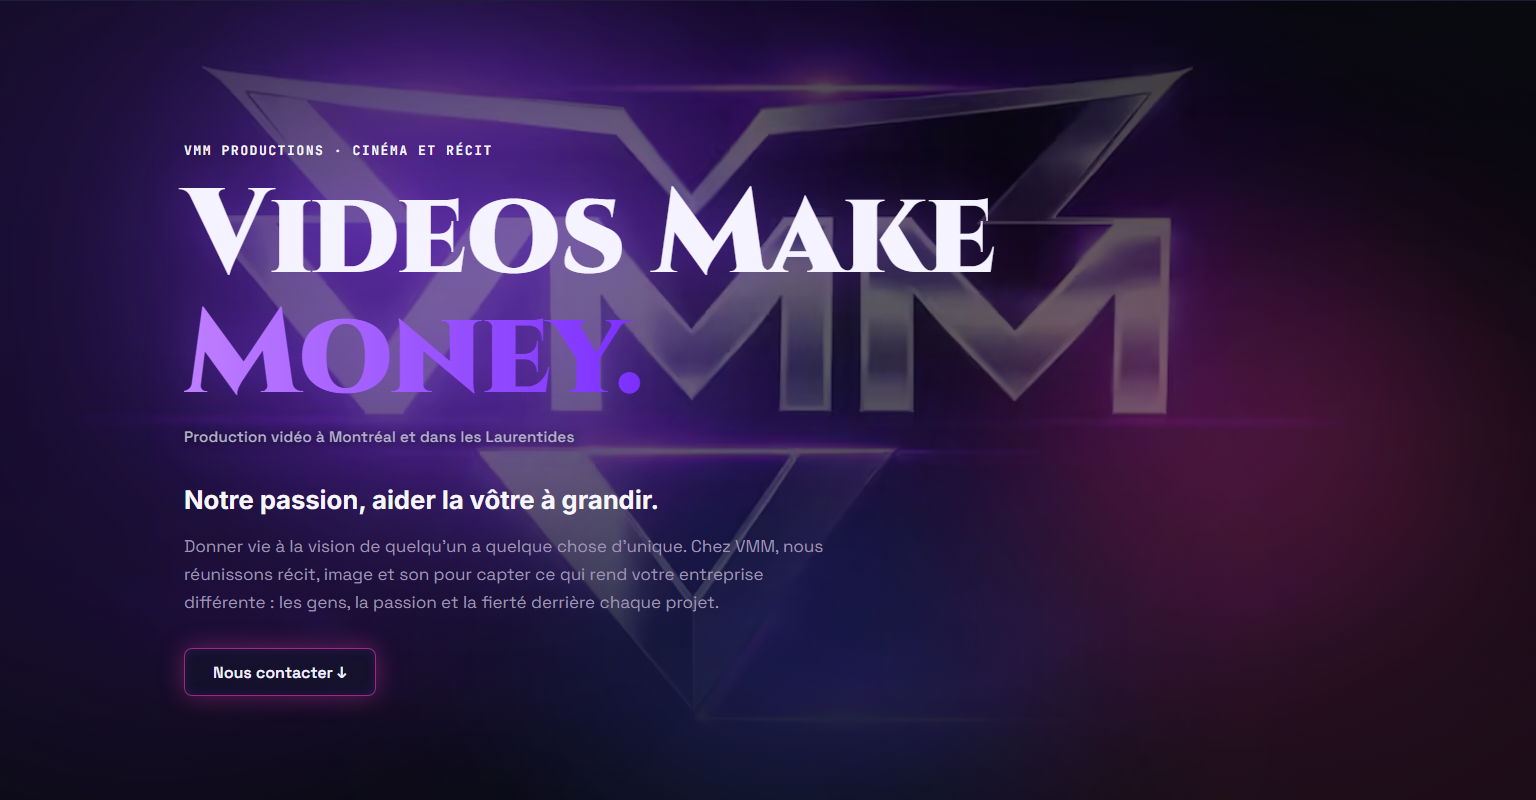 VMM PRODUCTIONS · CINÉMA ET RÉCIT
VMM
VIDEOS MAKE
MONEY.
Production vidéo à Montréal et dans les Laurentides
Notre passion, aider la vôtre à grandir.
Donner vie à la vision de quelqu’un a quelque chose d’unique. Chez VMM, nous
réunissons récit, image et son pour capter ce qui rend votre entreprise
différente : les gens, la passion et la fierté derrière chaque projet.
Nous contacter ↓